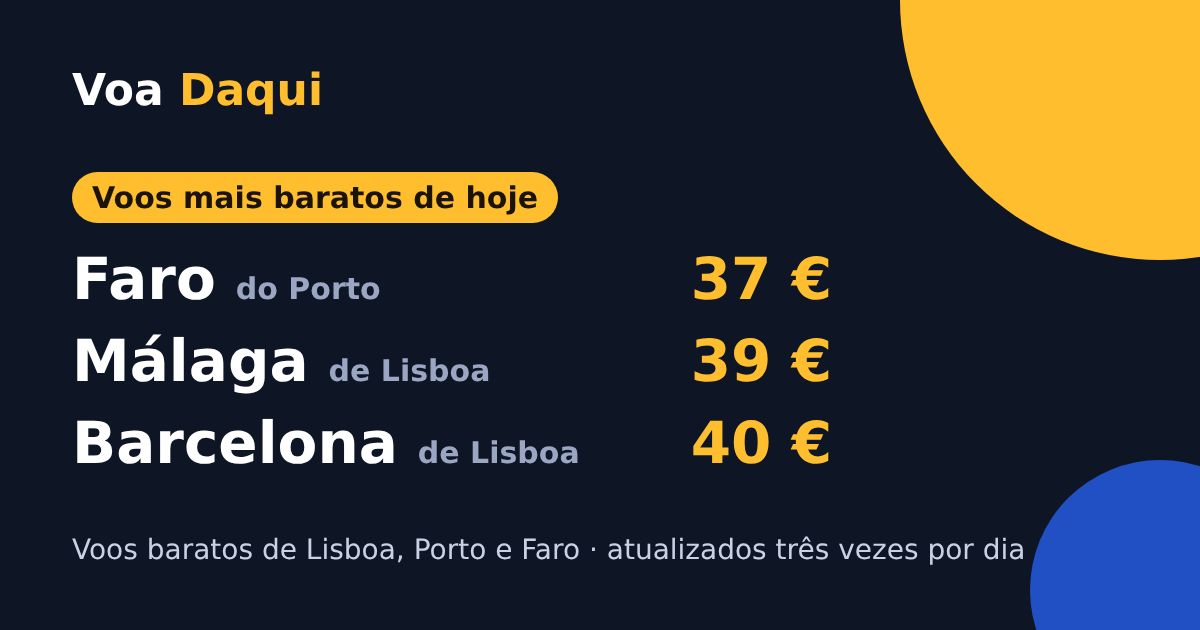 Voa Daqui
Voos mais baratos de hoje
Faro do Porto 37 €
Málaga de Lisboa 39 €
Barcelona de Lisboa 40 €
Voos baratos de Lisboa, Porto e Faro · atualizados três vezes por dia